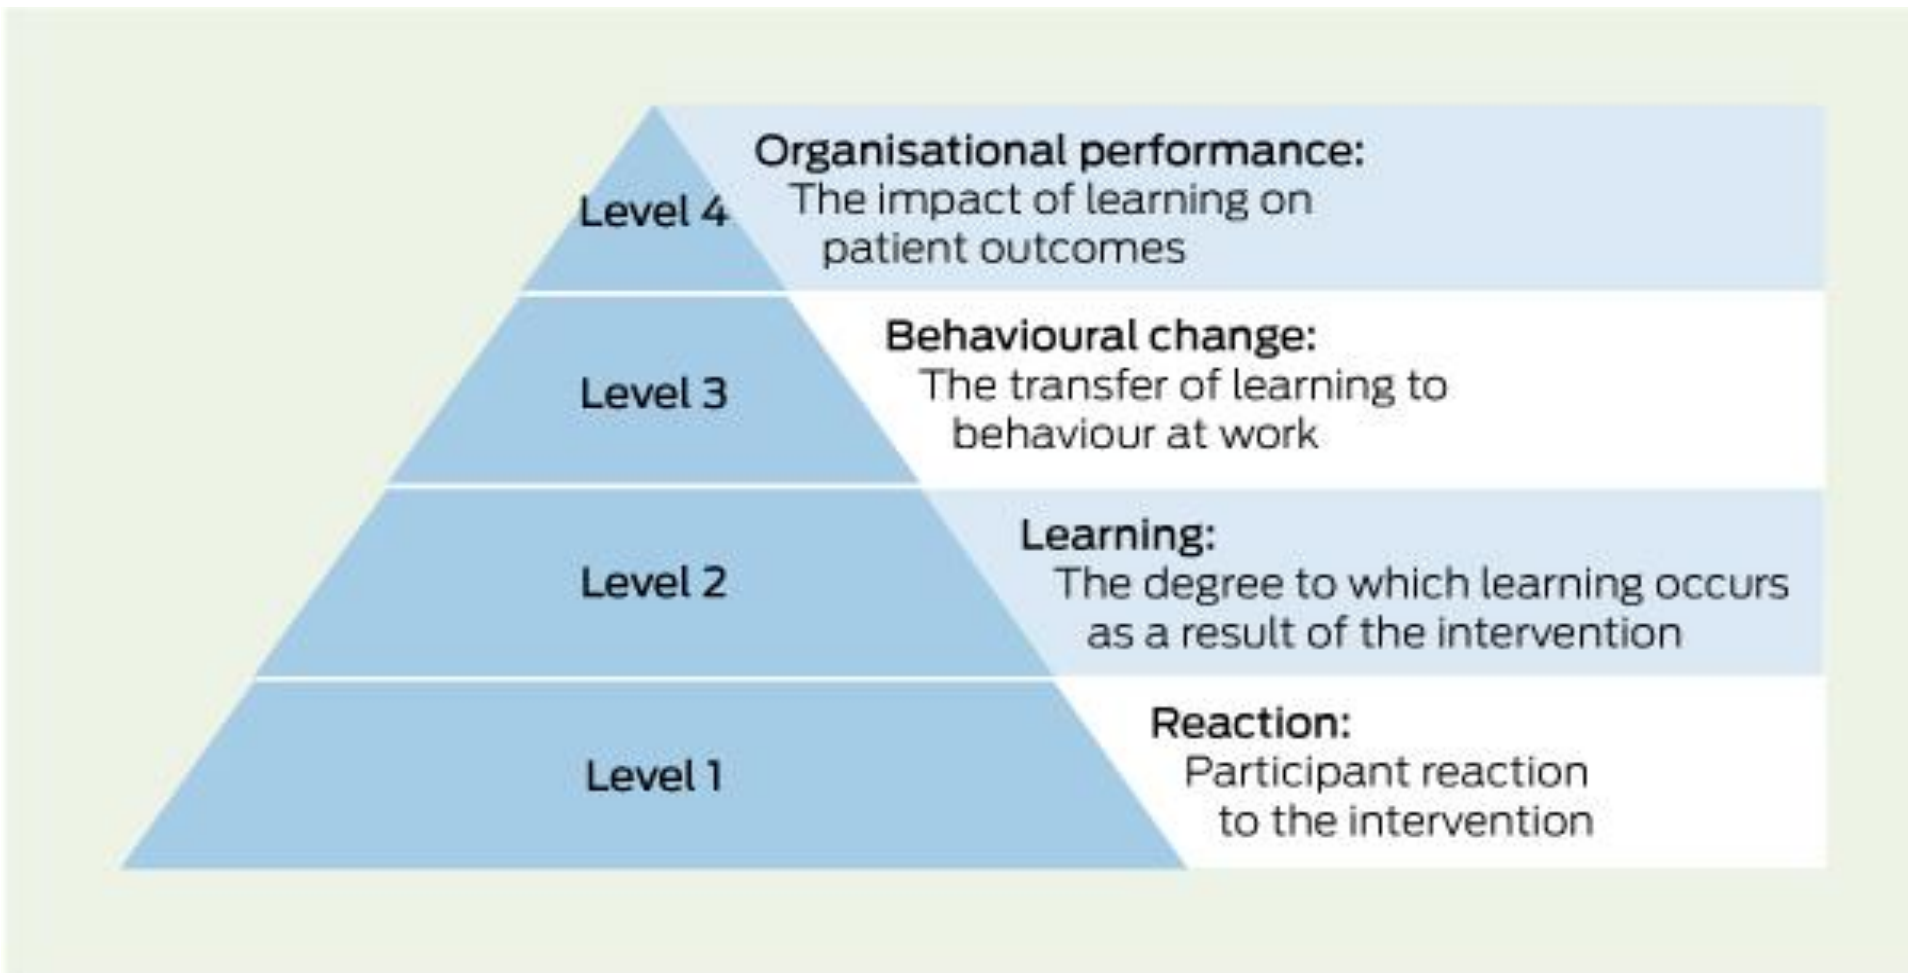 Level 4
Organisational performance:
The impact of learning on
patient outcomes
Level 3
Behavioural change:
The transfer of learning to
behaviour at work
Level 2
Learning:
The degree to which learning occurs
as a result of the intervention
Level 1
Reaction:
Participant reaction
to the intervention